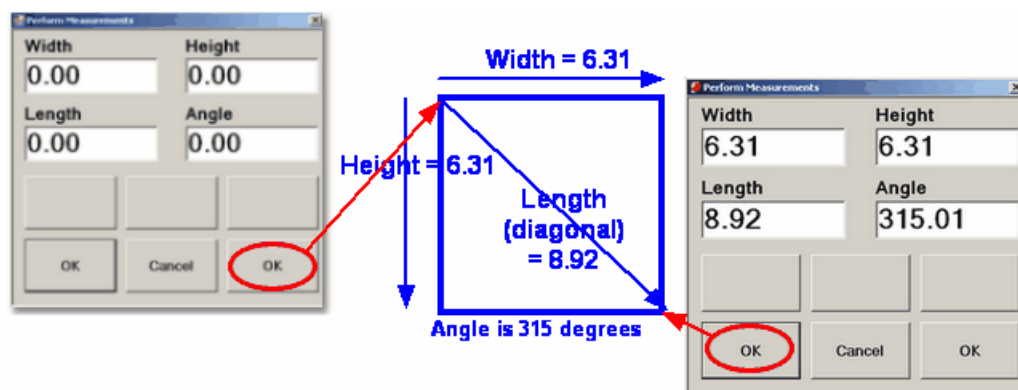 Perform Measurements
Width Height
0.00 0.00
Length Angle
0.00 0.00
OK Cancel OK
Width = 6.31
Height = 6.31
Length
(diagonal)
= 8.92
Angle is 315 degrees
Perform Measurements
Width Height
6.31 6.31
Length Angle
8.92 315.01
OK Cancel OK